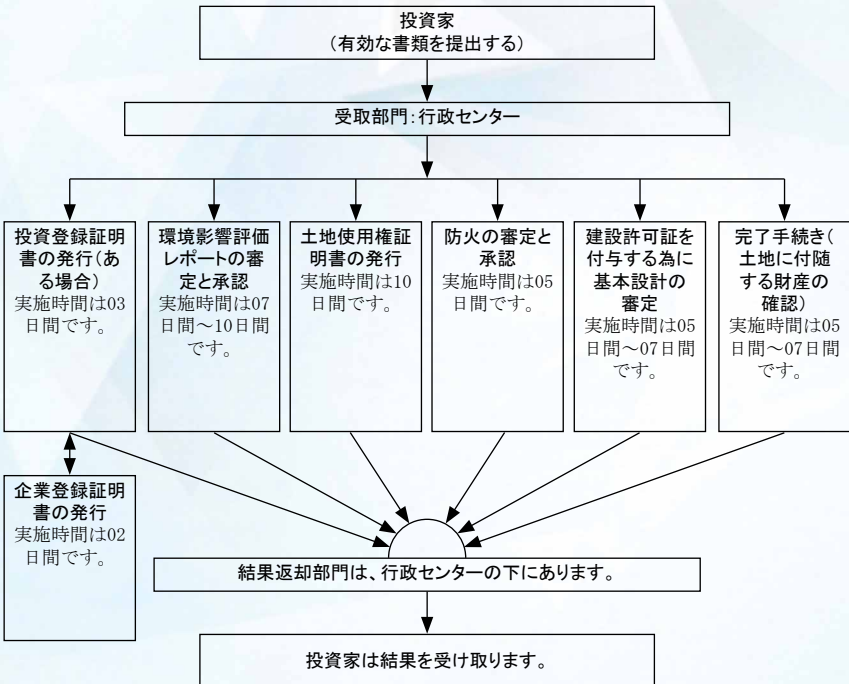 投資家
(有効な書類を提出する)
受取部門:行政センター
投資登録証明
書の発行(あ
る場合)
実施時間は03
日間です。
環境影響評価
レポートの審
定と承認
実施時間は07
日間～10日間
です。
土地使用権証
明書の発行
実施時間は10
日間です。
防火の審定と
承認
実施時間は05
日間です。
建設許可証を
付与する為に
基本設計の
審定
実施時間は05
日間～07日間
です。
完了手続き(
土地に付随
する財産の
確認)
実施時間は05
日間～07日間
です。
企業登録証明
書の発行
実施時間は02
日間です。
結果返却部門は、行政センターの下にあります。
投資家は結果を受け取ります。